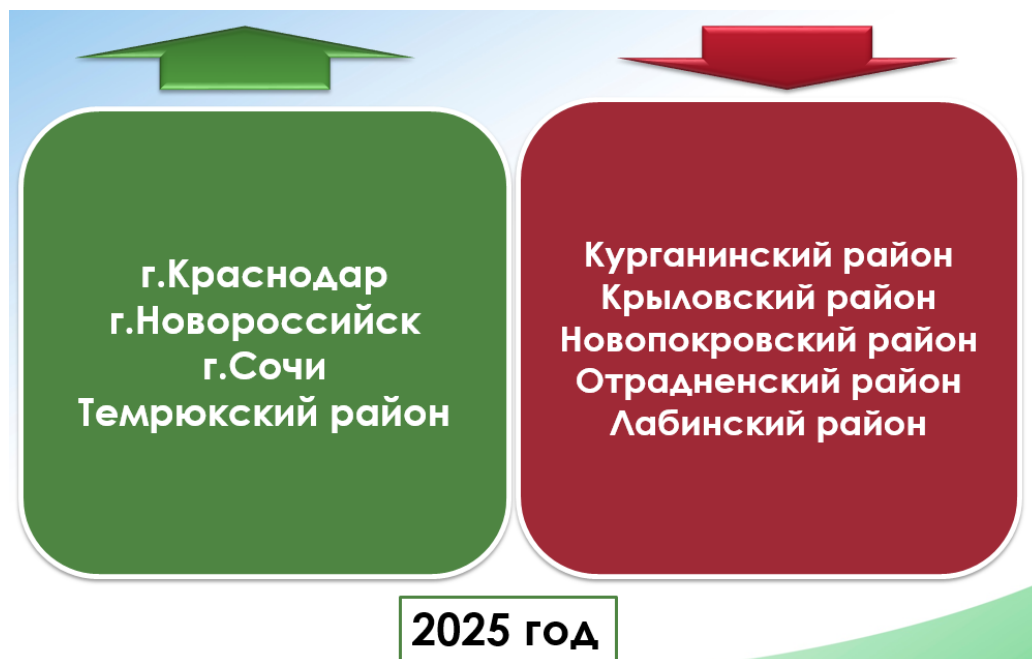 г.Краснодар
г.Новороссийск
г.Сочи
Темрюкский район
Курганинский район
Крыловский район
Новопокровский район
Отрадненский район
Лабинский район
2025 год